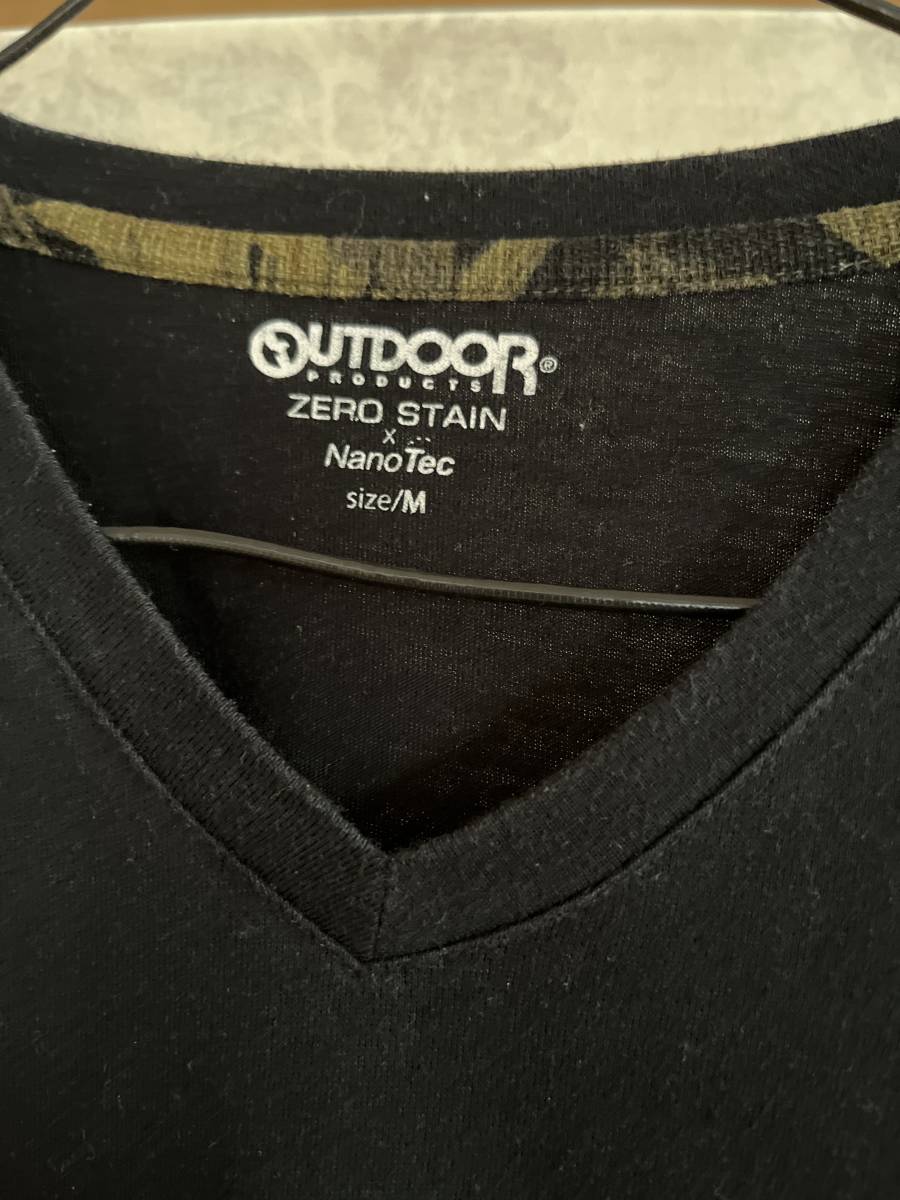 OUTDOOR®
PRODUCTS
ZERO STAIN
x
NanoTec
size/M